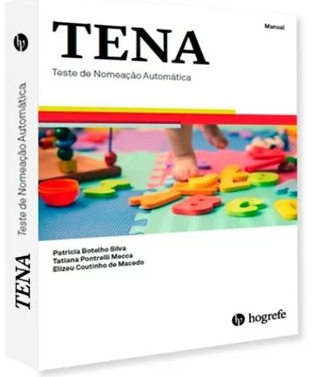 Manual
TENA
Teste de Nomeação Automática
Patrícia Botelho Silva
Tatiana Pontrelli Mecca
Elizeu Coutinho de Macedo
hogrefe
TENA Teste de Nomeação Automática